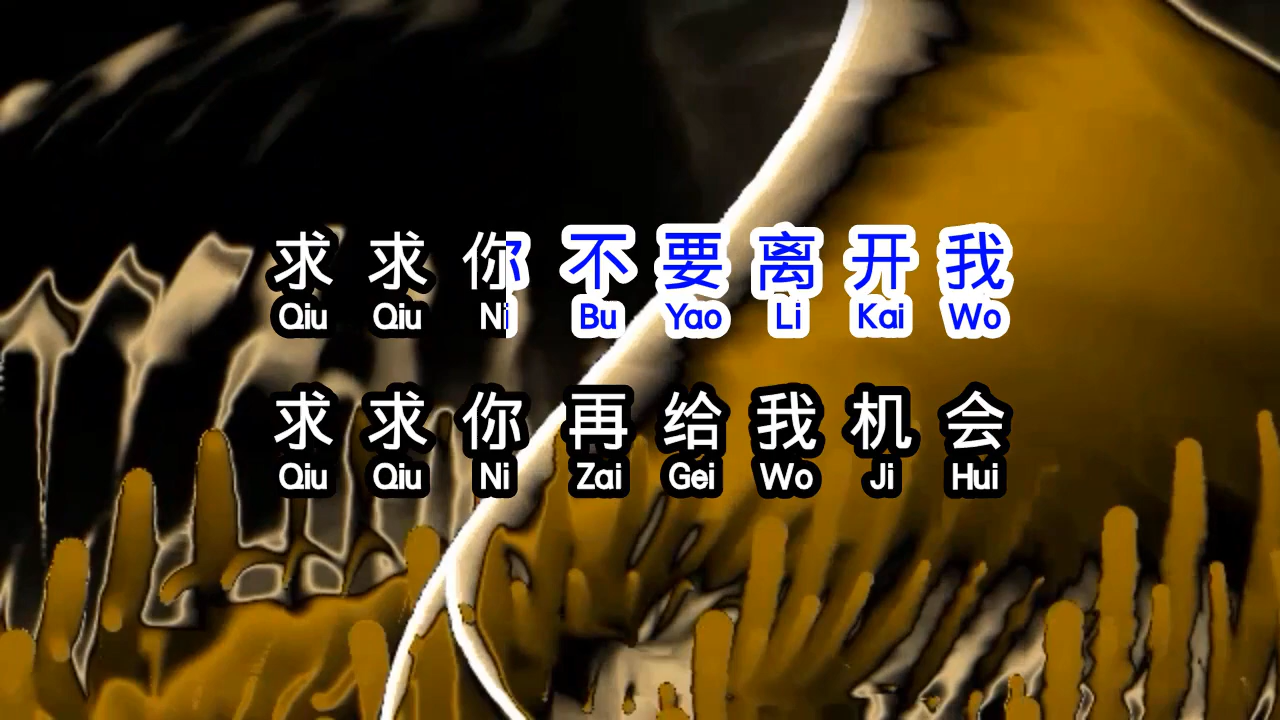 求 求 你 不 要 离 开 我
Qiu Qiu Ni Bu Yao Li Kai Wo
求 求 你 再 给 我 机 会
Qiu Qiu Ni Zai Gei Wo Ji Hui